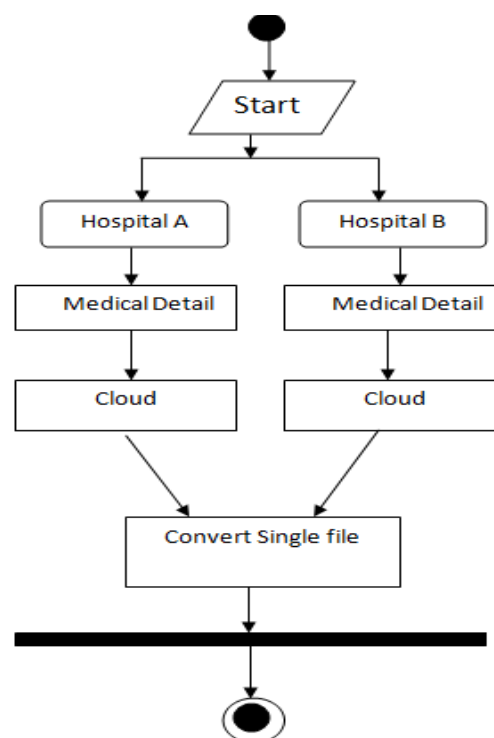 Start
Hospital A
Hospital B
Medical Detail
Medical Detail
Cloud
Cloud
Convert Single file